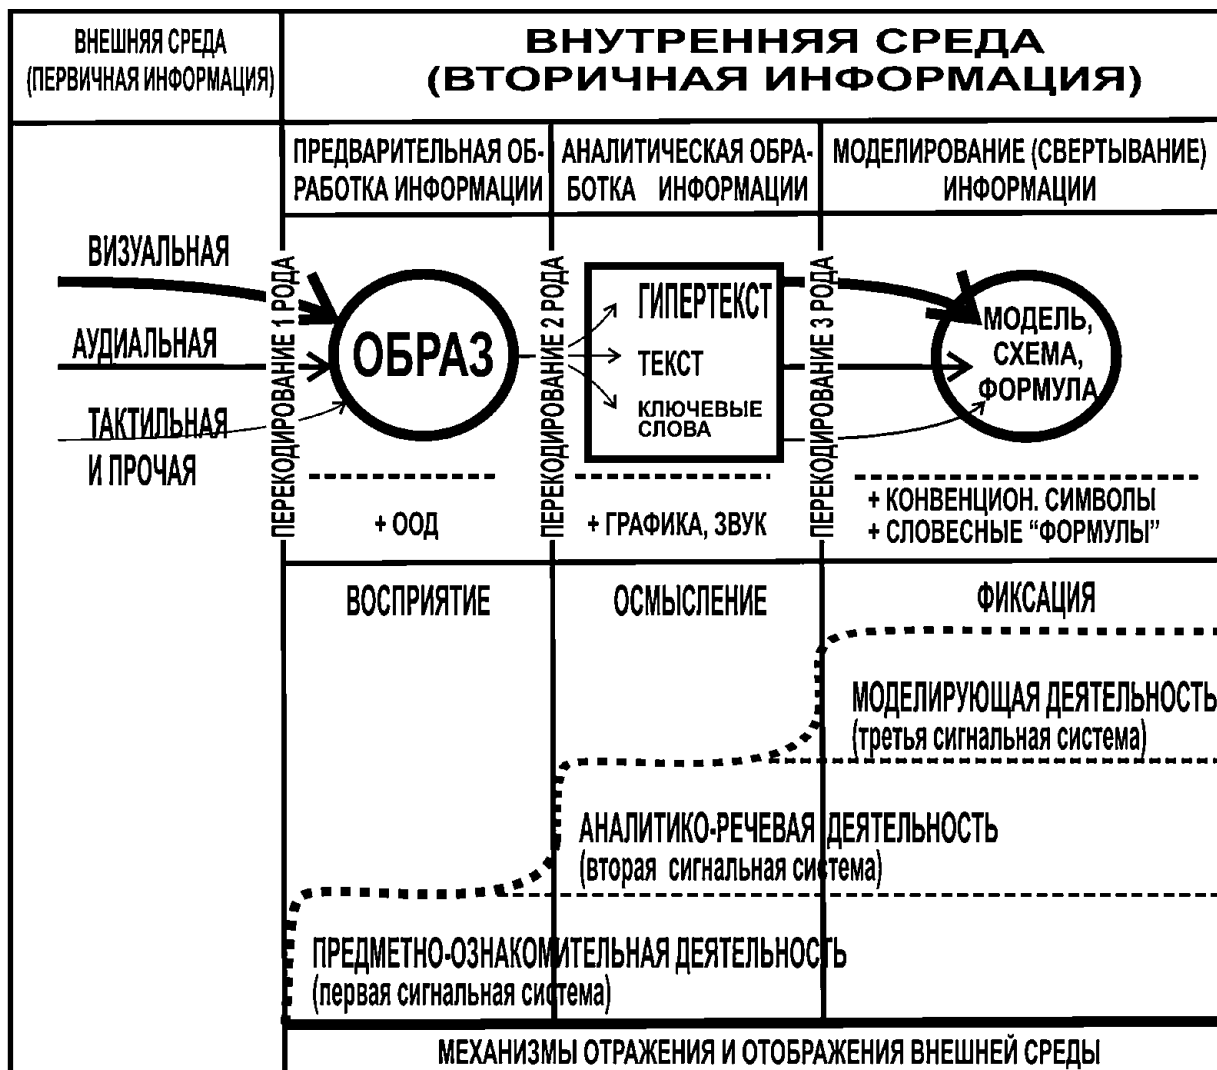 ВНЕШНЯЯ СРЕДА
(ПЕРВИЧНАЯ ИНФОРМАЦИЯ)
ВНУТРЕННЯЯ СРЕДА
(ВТОРИЧНАЯ ИНФОРМАЦИЯ)
ПРЕДВАРИТЕЛЬНАЯ ОБ-
РАБОТКА ИНФОРМАЦИИ
АНАЛИТИЧЕСКАЯ ОБРА-
БОТКА ИНФОРМАЦИИ
МОДЕЛИРОВАНИЕ (СВЕРТЫВАНИЕ)
ИНФОРМАЦИИ
ВИЗУАЛЬНАЯ
АУДИАЛЬНАЯ
ТАКТИЛЬНАЯ
И ПРОЧАЯ
ПЕРЕКОДИРОВАНИЕ 1 РОДА
ОБРАЗ
+ ООД
ПЕРЕКОДИРОВАНИЕ 2 РОДА
ГИПЕРТЕКСТ
ТЕКСТ
КЛЮЧЕВЫЕ
СЛОВА
+ ГРАФИКА, ЗВУК
ПЕРЕКОДИРОВАНИЕ 3 РОДА
МОДЕЛЬ,
СХЕМА,
ФОРМУЛА
+ КОНВЕНЦИОН. СИМВОЛЫ
+ СЛОВЕСНЫЕ “ФОРМУЛЫ”
ВОСПРИЯТИЕ
ОСМЫСЛЕНИЕ
ФИКСАЦИЯ
МОДЕЛИРУЮЩАЯ ДЕЯТЕЛЬНОСТЬ
(третья сигнальная система)
АНАЛИТИКО-РЕЧЕВАЯ ДЕЯТЕЛЬНОСТЬ
(вторая сигнальная система)
ПРЕДМЕТНО-ОЗНАКОМИТЕЛЬНАЯ ДЕЯТЕЛЬНОСТЬ
(первая сигнальная система)
МЕХАНИЗМЫ ОТРАЖЕНИЯ И ОТОБРАЖЕНИЯ ВНЕШНЕЙ СРЕДЫ